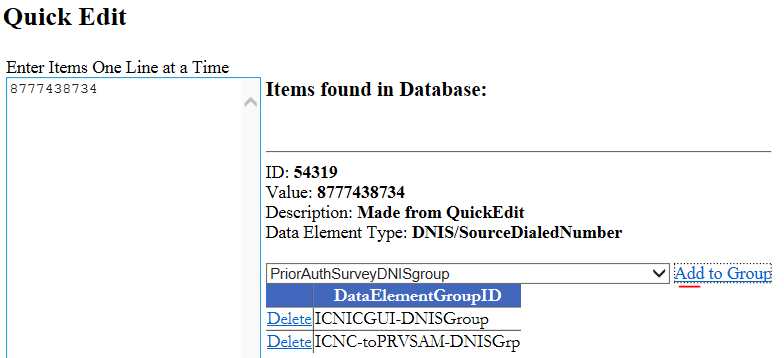 Quick Edit
Enter Items One Line at a Time
8777438734
Items found in Database:
ID: 54319
Value: 8777438734
Description: Made from QuickEdit
Data Element Type: DNIS/SourceDialedNumber
PriorAuthSurveyDNISgroup Add to Group
DataElementGroupID
Delete ICNICGUI-DNISGroup
Delete ICNC-toPRVSAM-DNISGrp